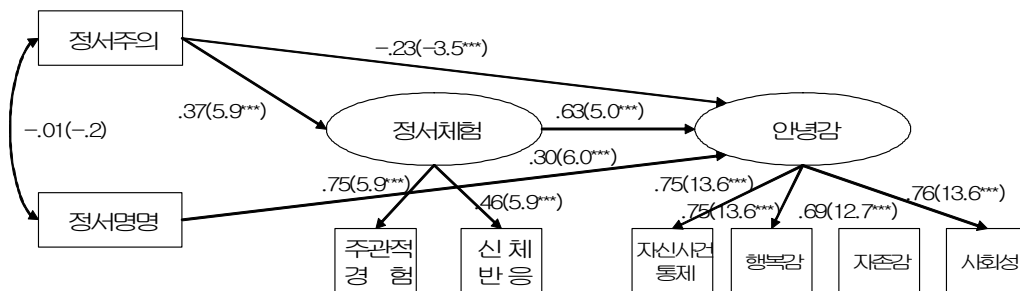 정서주의
-.23(-3.5***)
.37(5.9***)
.63(5.0***)
-.01(-.2)
정서체험
안녕감
.30(6.0***)
.75(5.9***)
.46(5.9***)
.75(13.6***)
.75(13.6***)
.69(12.7***)
.76(13.6***)
정서명명
주관적
경 험
신 체
반 응
자신사건
통제
행복감
자존감
사회성